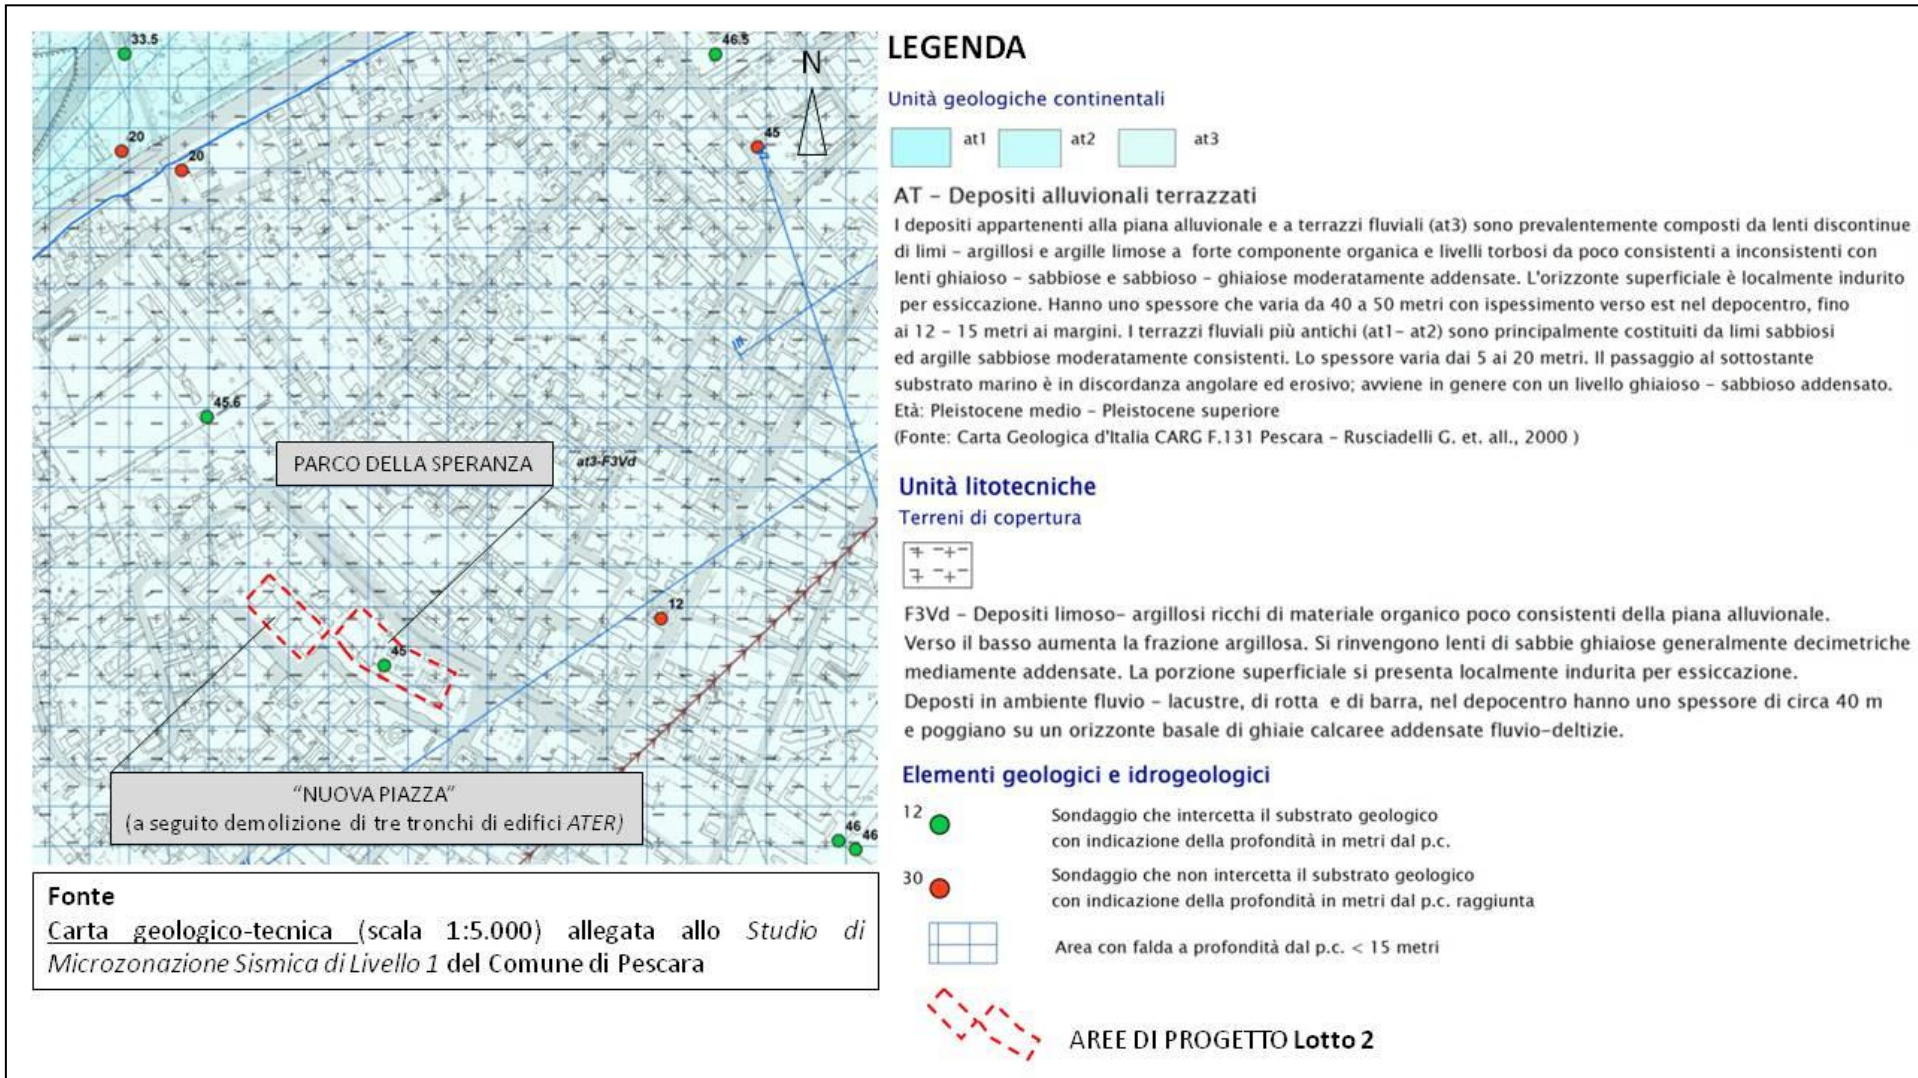 33.5
46.5
N
20
20
45
45.6
PARCO DELLA SPERANZA
at3-F3Vd
12
45
"NUOVA PIAZZA"
(a seguito demolizione di tre tronchi di edifici ATER)
46
46
Fonte
Carta geologico-tecnica (scala 1:5.000) allegata allo Studio di
Microzonazione Sismica di Livello 1 del Comune di Pescara
LEGENDA
Unità geologiche continentali
at1
at2
at3
AT – Depositi alluvionali terrazzati
I depositi appartenenti alla piana alluvionale e a terrazzi fluviali (at3) sono prevalentemente composti da lenti discontinue
di limi – argillosi e argille limose a forte componente organica e livelli torbosi da poco consistenti a inconsistenti con
lenti ghiaioso – sabbiose e sabbioso – ghiaiose moderatamente addensate. L'orizzonte superficiale è localmente indurito
per essiccazione. Hanno uno spessore che varia da 40 a 50 metri con ispessimento verso est nel depocentro, fino
ai 12 – 15 metri ai margini. I terrazzi fluviali più antichi (at1– at2) sono principalmente costituiti da limi sabbiosi
ed argille sabbiose moderatamente consistenti. Lo spessore varia dai 5 ai 20 metri. Il passaggio al sottostante
substrato marino è in discordanza angolare ed erosivo; avviene in genere con un livello ghiaioso – sabbioso addensato.
Età: Pleistocene medio – Pleistocene superiore
(Fonte: Carta Geologica d'Italia CARG F.131 Pescara – Rusciadelli G. et. all., 2000 )
Unità litotecniche
Terreni di copertura
F3Vd – Depositi limoso– argillosi ricchi di materiale organico poco consistenti della piana alluvionale.
Verso il basso aumenta la frazione argillosa. Si rinvengono lenti di sabbie ghiaiose generalmente decimetriche
mediamente addensate. La porzione superficiale si presenta localmente indurita per essiccazione.
Deposti in ambiente fluvio – lacustre, di rotta e di barra, nel depocentro hanno uno spessore di circa 40 m
e poggiano su un orizzonte basale di ghiaie calcaree addensate fluvio–deltizie.
Elementi geologici e idrogeologici
12
Sondaggio che intercetta il substrato geologico
con indicazione della profondità in metri dal p.c.
30
Sondaggio che non intercetta il substrato geologico
con indicazione della profondità in metri dal p.c. raggiunta
Area con falda a profondità dal p.c. < 15 metri
AREE DI PROGETTO Lotto 2